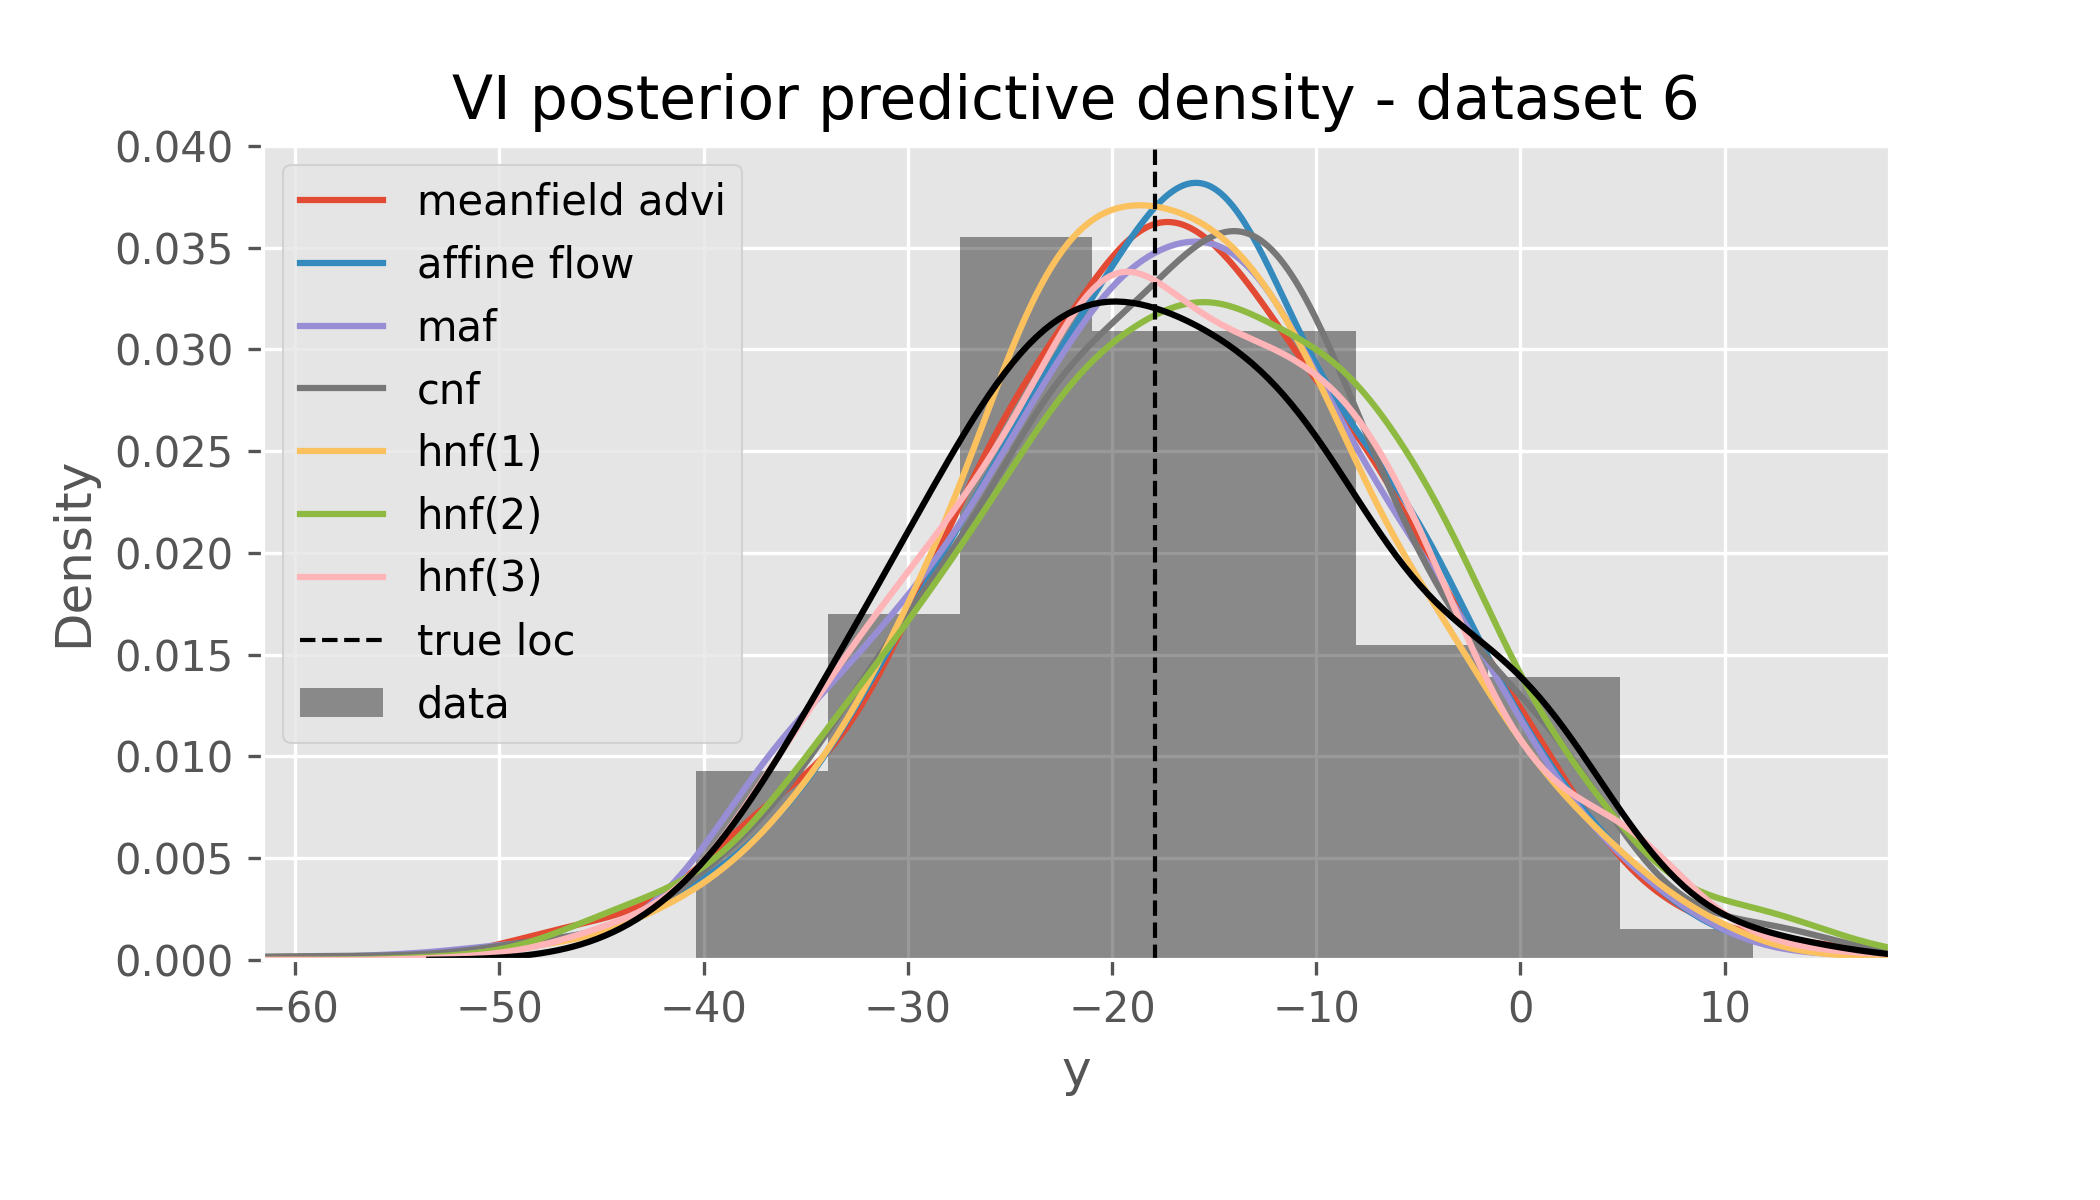 VI posterior predictive density - dataset 6
0.040
0.035
0.030
0.025
0.020
0.015
0.010
0.005
0.000
Density
meanfield advi
affine flow
maf
cnf
hnf(1)
hnf(2)
hnf(3)
true loc
data
−60 −50 −40 −30 −20 −10 0 10
y